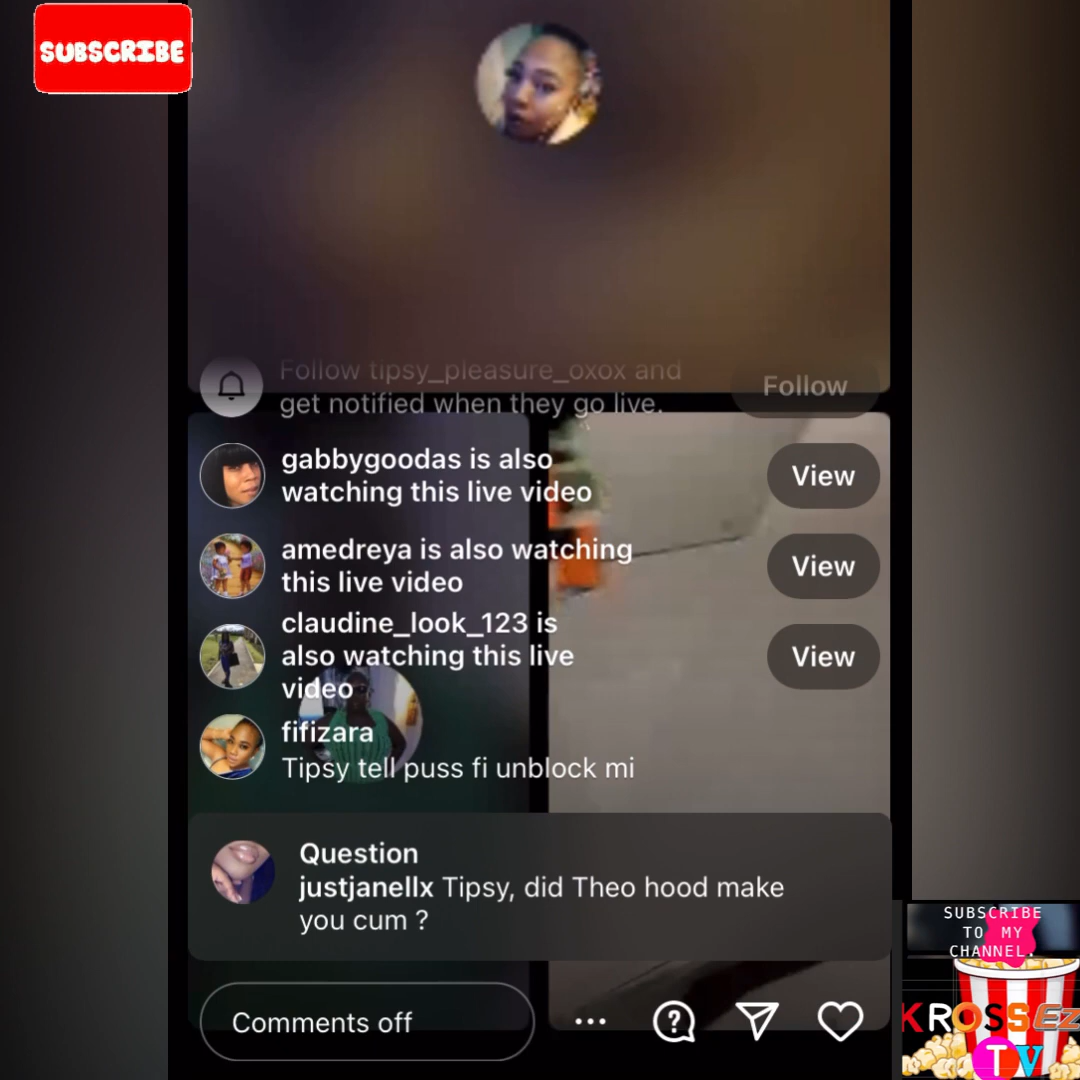 SUBSCRIBE
Follow tipsy_pleasure_oxox and
get notified when they go live.
Follow
gabbygoodas is also
watching this live video
View
amedreya is also watching
this live video
View
claudine_look_123 is
also watching this live
video
View
fifizara
Tipsy tell puss fi unblock mi
Question
justjanellx Tipsy, did Theo hood make
you cum ?
Comments off
SUBSCRIBE
TO MY
CHANNEL.
KROSSEz
TV